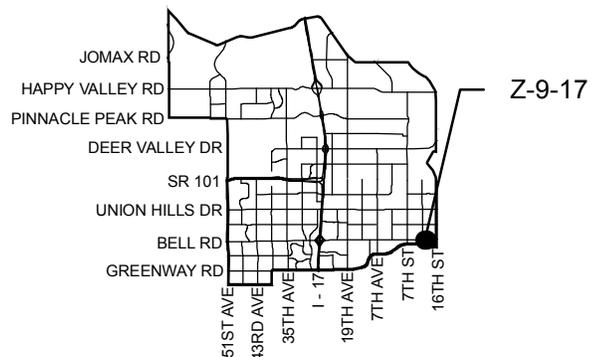 JOMAX RD
HAPPY VALLEY RD
Z-9-17
PINNACLE PEAK RD
DEER VALLEY DR
SR 101
UNION HILLS DR
BELL RD
GREENWAY RD
51ST AVE
43RD AVE
35TH AVE
I - 17
19TH AVE
7TH AVE
7TH ST
16TH ST